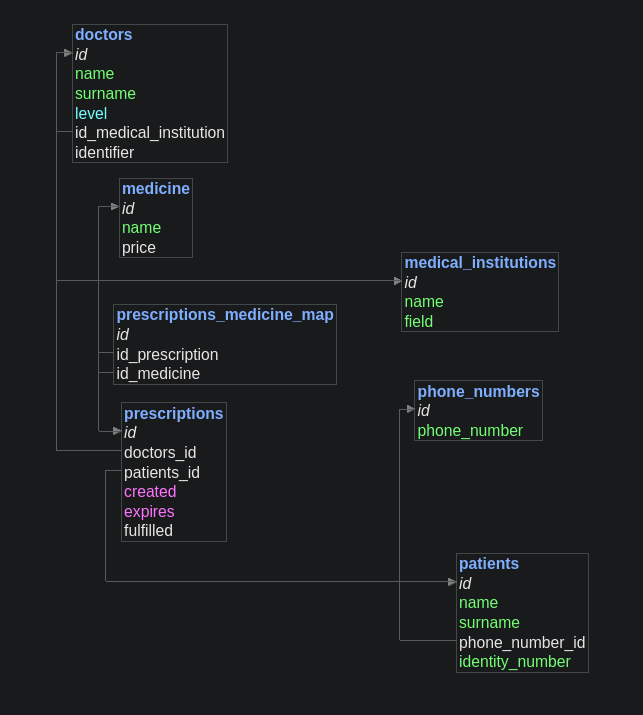 doctors
id
name
surname
level
id_medical_institution
identifier
medicine
id
name
price
medical_institutions
id
name
field
prescriptions_medicine_map
id
id_prescription
id_medicine
phone_numbers
id
phone_number
prescriptions
id
doctors_id
patients_id
created
expires
fulfilled
patients
id
name
surname
phone_number_id
identity_number